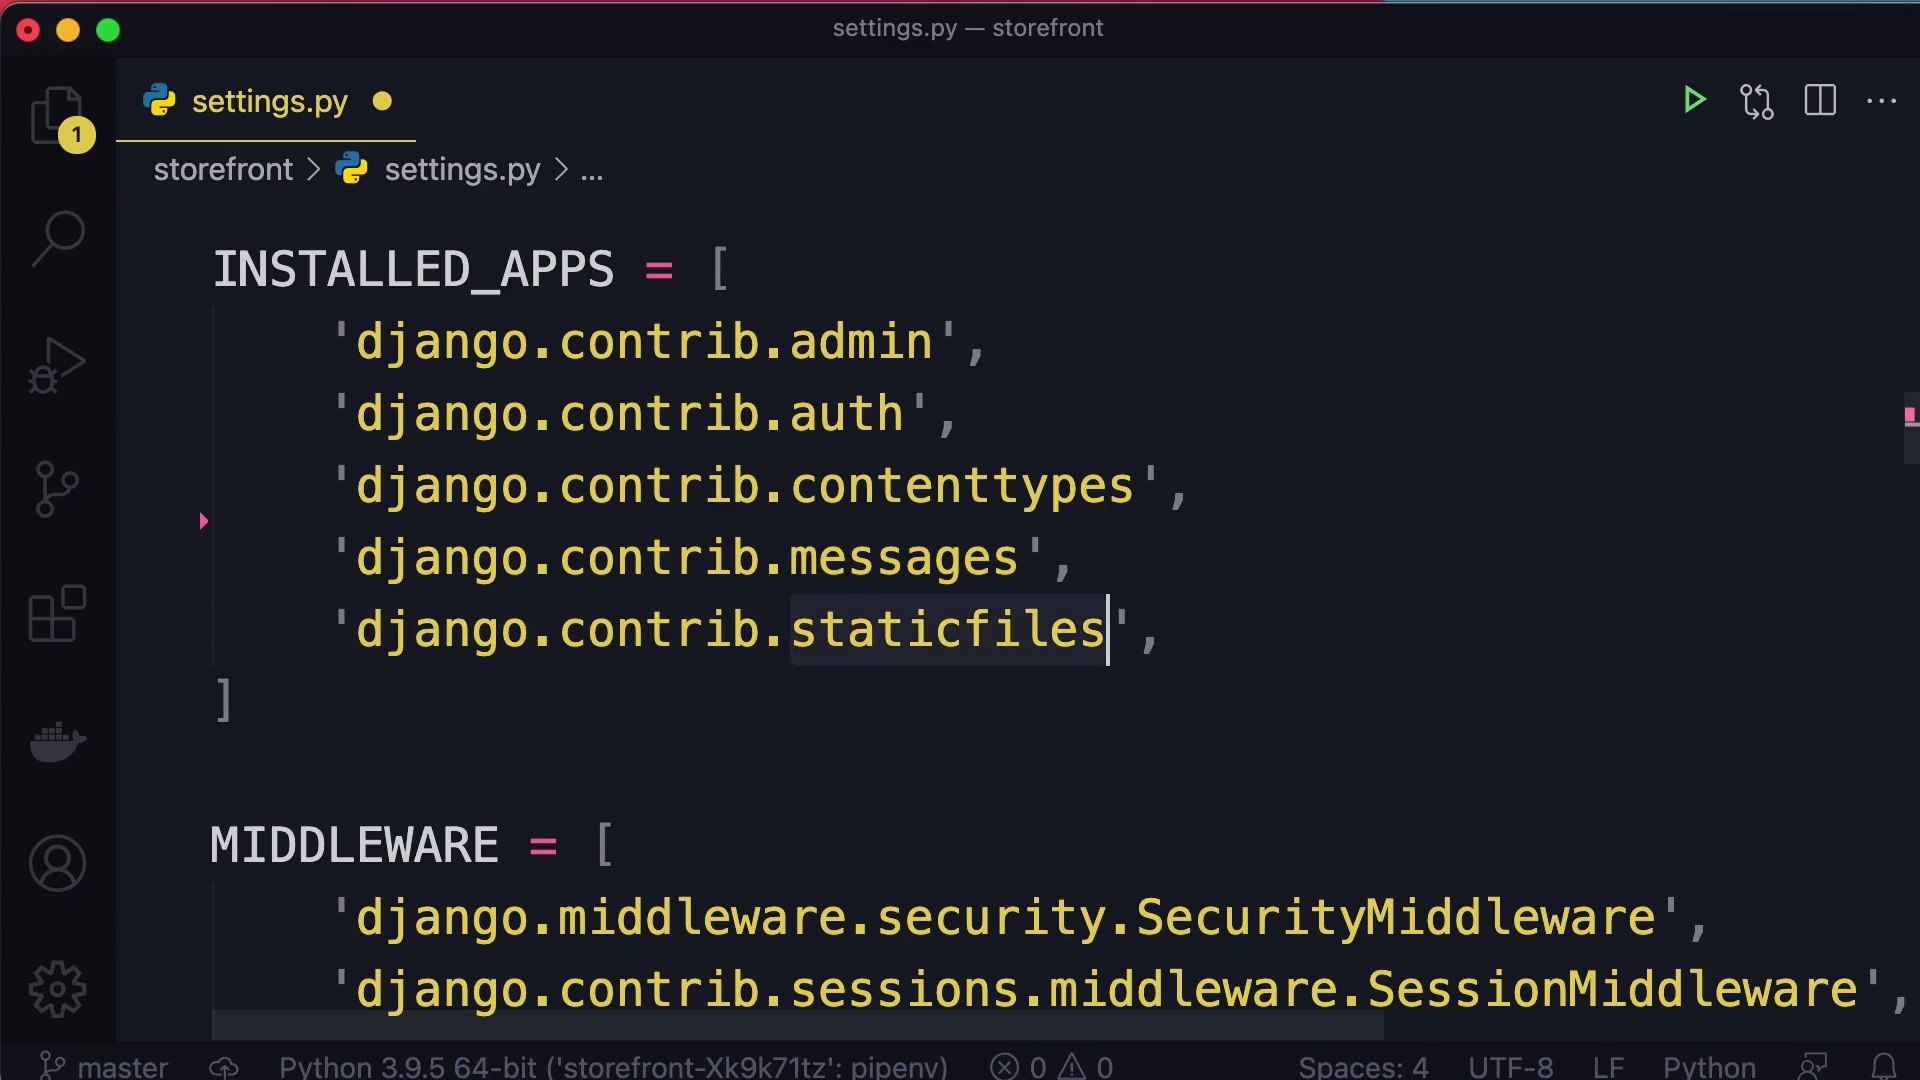 settings.py — storefront
settings.py
1
storefront > settings.py > ...
INSTALLED_APPS = [
'django.contrib.admin',
'django.contrib.auth',
'django.contrib.contenttypes',
'django.contrib.messages',
'django.contrib.staticfiles',
]
MIDDLEWARE = [
'django.middleware.security.SecurityMiddleware',
'django.contrib.sessions.middleware.SessionMiddleware',
master Python 3.9.5 64-bit ('storefront-Xk9k71tz': pipenv) 0 0 Spaces: 4 UTF-8 LF Python